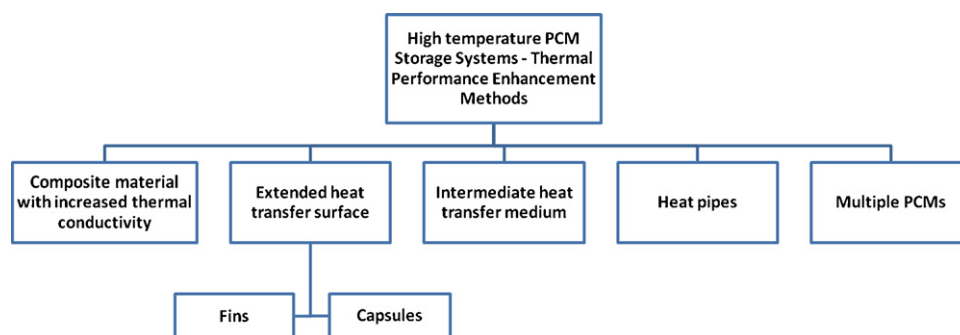 High temperature PCM
Storage Systems - Thermal
Performance Enhancement
Methods
Composite material
with increased thermal
conductivity
Extended heat
transfer surface
Intermediate heat
transfer medium
Heat pipes
Multiple PCMs
Fins
Capsules